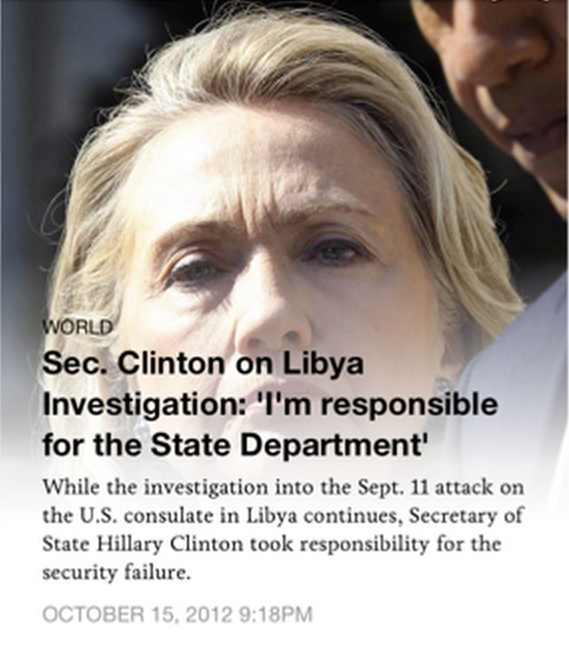 WORLD
Sec. Clinton on Libya
Investigation: 'I'm responsible
for the State Department'
While the investigation into the Sept. 11 attack on
the U.S. consulate in Libya continues, Secretary of
State Hillary Clinton took responsibility for the
security failure.
OCTOBER 15, 2012 9:18PM